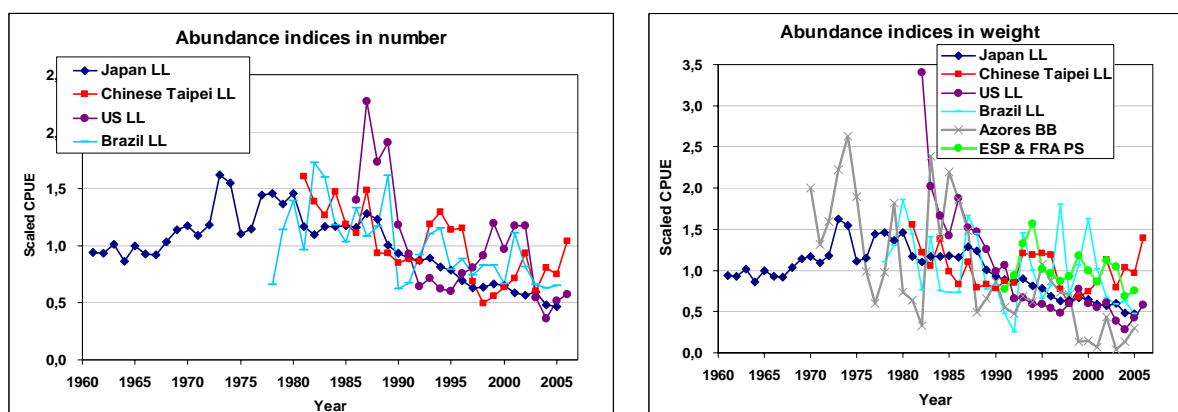 Abundance indices in number
Japan LL
Chinese Taipei LL
US LL
Brazil LL
2,
2,
1,5
1,0
0,5
0,0
Scaled CPUE
1960 1965 1970 1975 1980 1985 1990 1995 2000 2005
Year
Abundance indices in weight
Japan LL
Chinese Taipei LL
US LL
Brazil LL
Azores BB
ESP & FRA PS
3,5
3,0
2,5
2,0
1,5
1,0
0,5
0,0
Scaled CPUE
1960 1965 1970 1975 1980 1985 1990 1995 2000 2005
Year